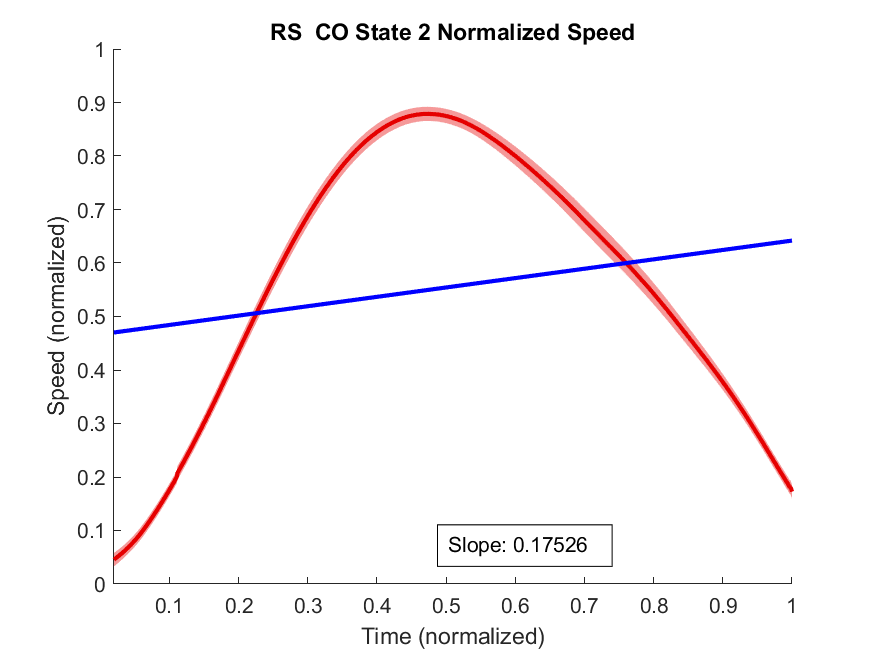 RS  CO State 2 Normalized Speed
1
0.9
0.8
0.7
0.6
0.5
0.4
0.3
0.2
0.1
0
Speed (normalized)
Slope: 0.17526
0.1 0.2 0.3 0.4 0.5 0.6 0.7 0.8 0.9 1
Time (normalized)